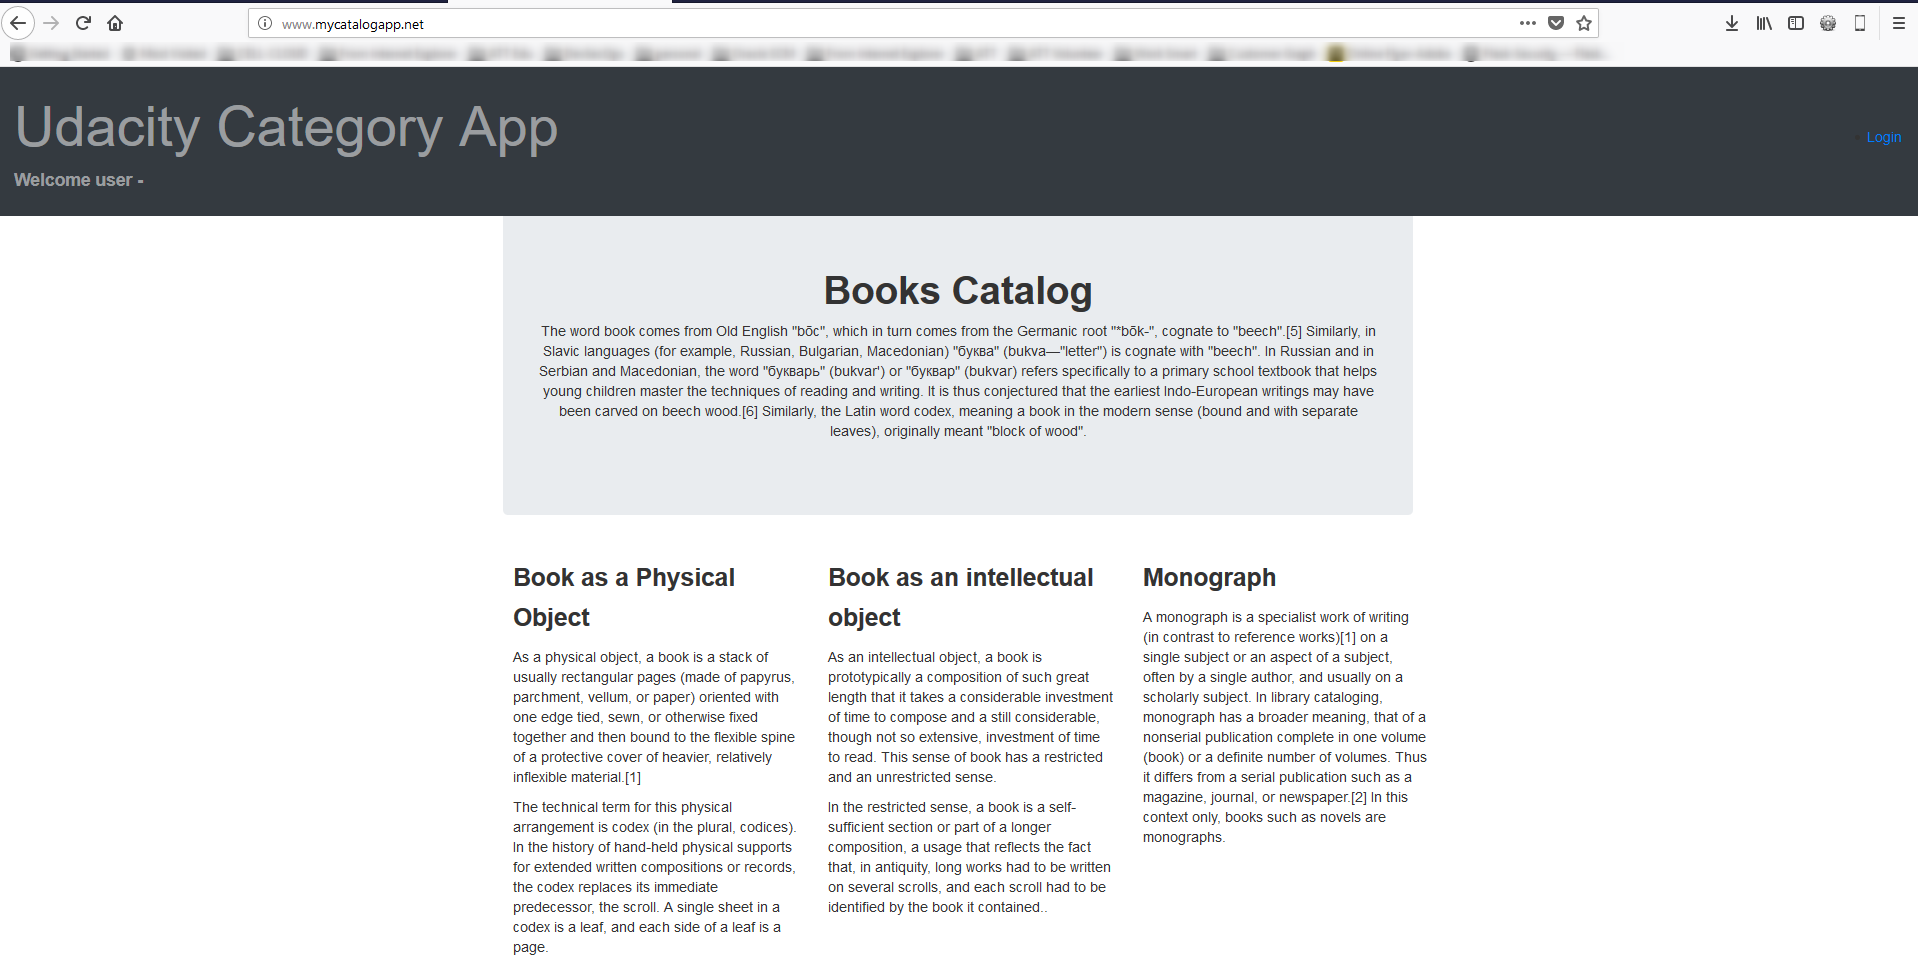 www.mycatalogapp.net
Udacity Category App
Login
Welcome user -
Books Catalog
The word book comes from Old English "bōc", which in turn comes from the Germanic root "*bōk-", cognate to "beech".[5] Similarly, in
Slavic languages (for example, Russian, Bulgarian, Macedonian) "буква" (bukva—"letter") is cognate with "beech". In Russian and in
Serbian and Macedonian, the word "букварь" (bukvar') or "буквар" (bukvar) refers specifically to a primary school textbook that helps
young children master the techniques of reading and writing. It is thus conjectured that the earliest Indo-European writings may have
been carved on beech wood.[6] Similarly, the Latin word codex, meaning a book in the modern sense (bound and with separate
leaves), originally meant "block of wood".
Book as a Physical
Object
As a physical object, a book is a stack of
usually rectangular pages (made of papyrus,
parchment, vellum, or paper) oriented with
one edge tied, sewn, or otherwise fixed
together and then bound to the flexible spine
of a protective cover of heavier, relatively
inflexible material.[1]
The technical term for this physical
arrangement is codex (in the plural, codices).
In the history of hand-held physical supports
for extended written compositions or records,
the codex replaces its immediate
predecessor, the scroll. A single sheet in a
codex is a leaf, and each side of a leaf is a
page.
Book as an intellectual
object
As an intellectual object, a book is
prototypically a composition of such great
length that it takes a considerable investment
of time to compose and a still considerable,
though not so extensive, investment of time
to read. This sense of book has a restricted
and an unrestricted sense.
In the restricted sense, a book is a self-
sufficient section or part of a longer
composition, a usage that reflects the fact
that, in antiquity, long works had to be written
on several scrolls, and each scroll had to be
identified by the book it contained..
Monograph
A monograph is a specialist work of writing
(in contrast to reference works)[1] on a
single subject or an aspect of a subject,
often by a single author, and usually on a
scholarly subject. In library cataloging,
monograph has a broader meaning, that of a
nonserial publication complete in one volume
(book) or a definite number of volumes. Thus
it differs from a serial publication such as a
magazine, journal, or newspaper.[2] In this
context only, books such as novels are
monographs.